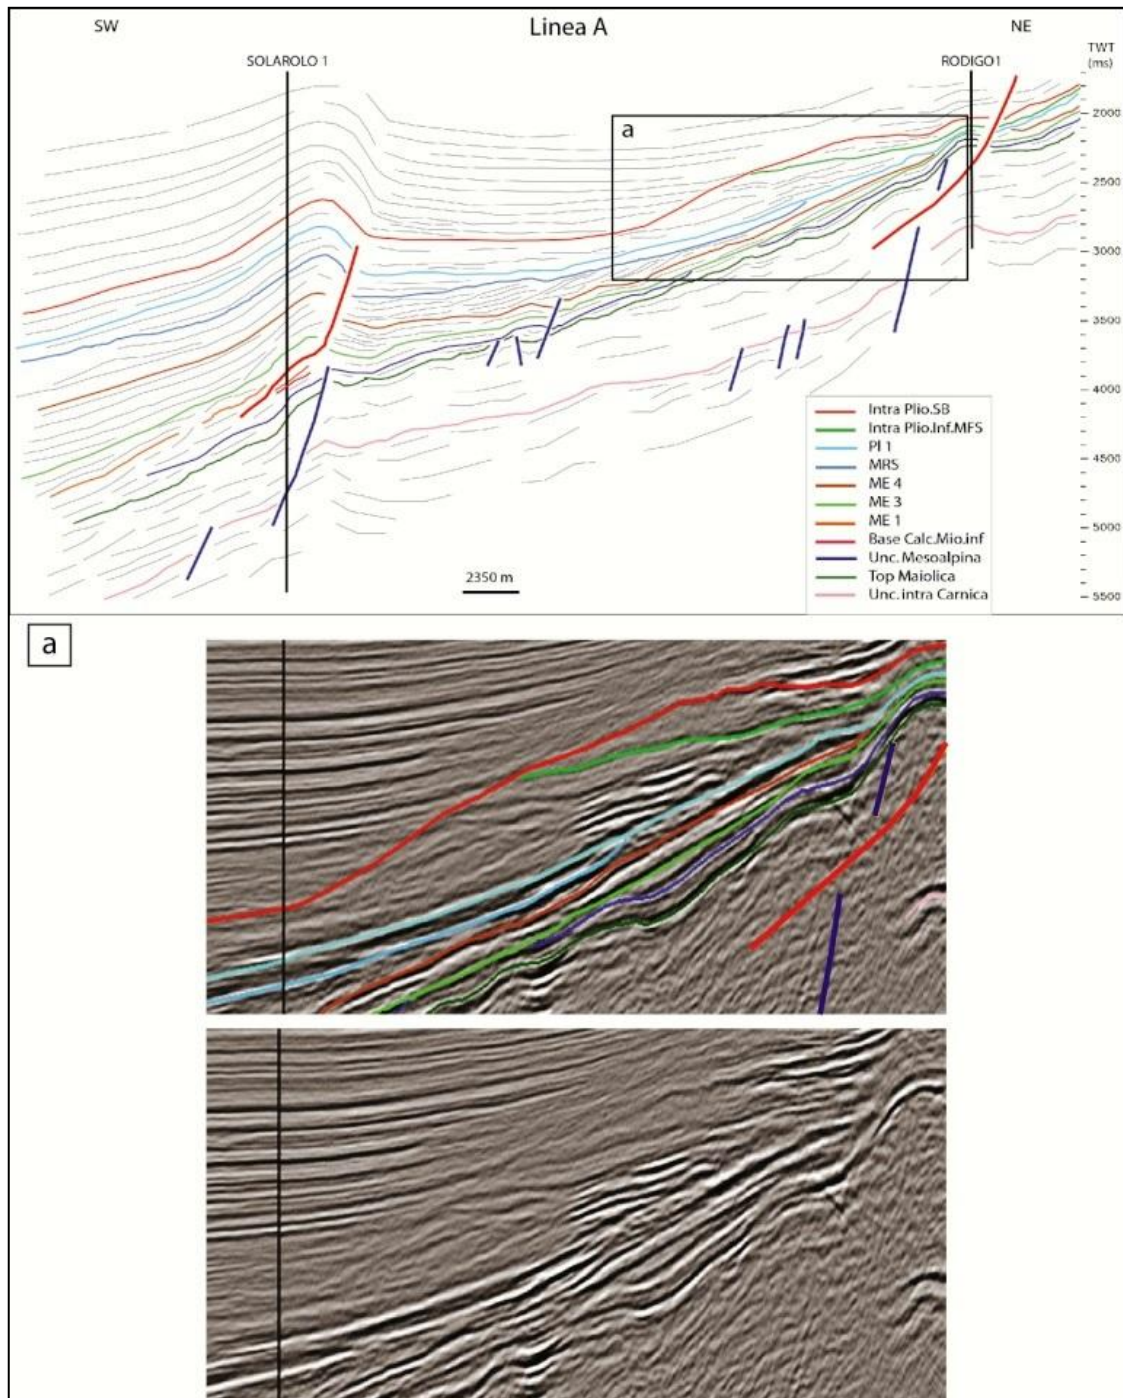 SW
Linea A
NE
TWT
(ms)
SOLAROLO 1
RODIGO1
a
2000
2500
3000
3500
4000
4500
5000
5500
2350 m
Intra Plio.SB
Intra Plio.Inf.MFS
Pl 1
MRS
ME 4
ME 3
ME 1
Base Calc.Mio.inf
Unc. Mesoalpina
Top Maiolica
Unc. intra Carnica
a